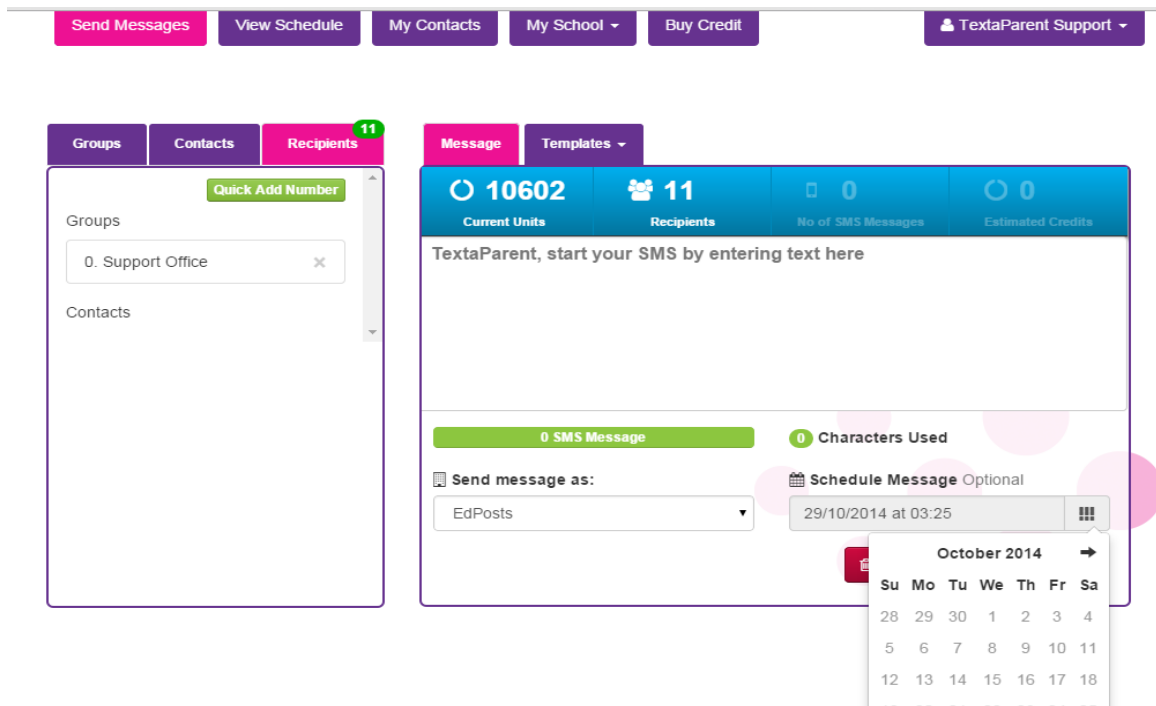 Send Messages View Schedule My Contacts My School Buy Credit TextaParent Support
Groups Contacts Recipients 11
Quick Add Number
Groups
0. Support Office
Contacts
Message Templates
10602 11 0 0
Current Units Recipients No of SMS Messages Estimated Credits
TextaParent, start your SMS by entering text here
0 SMS Message 0 Characters Used
Send message as: Schedule Message Optional
EdPosts 29/10/2014 at 03:25
October 2014
Su Mo Tu We Th Fr Sa
28 29 30 1 2 3 4
5 6 7 8 9 10 11
12 13 14 15 16 17 18